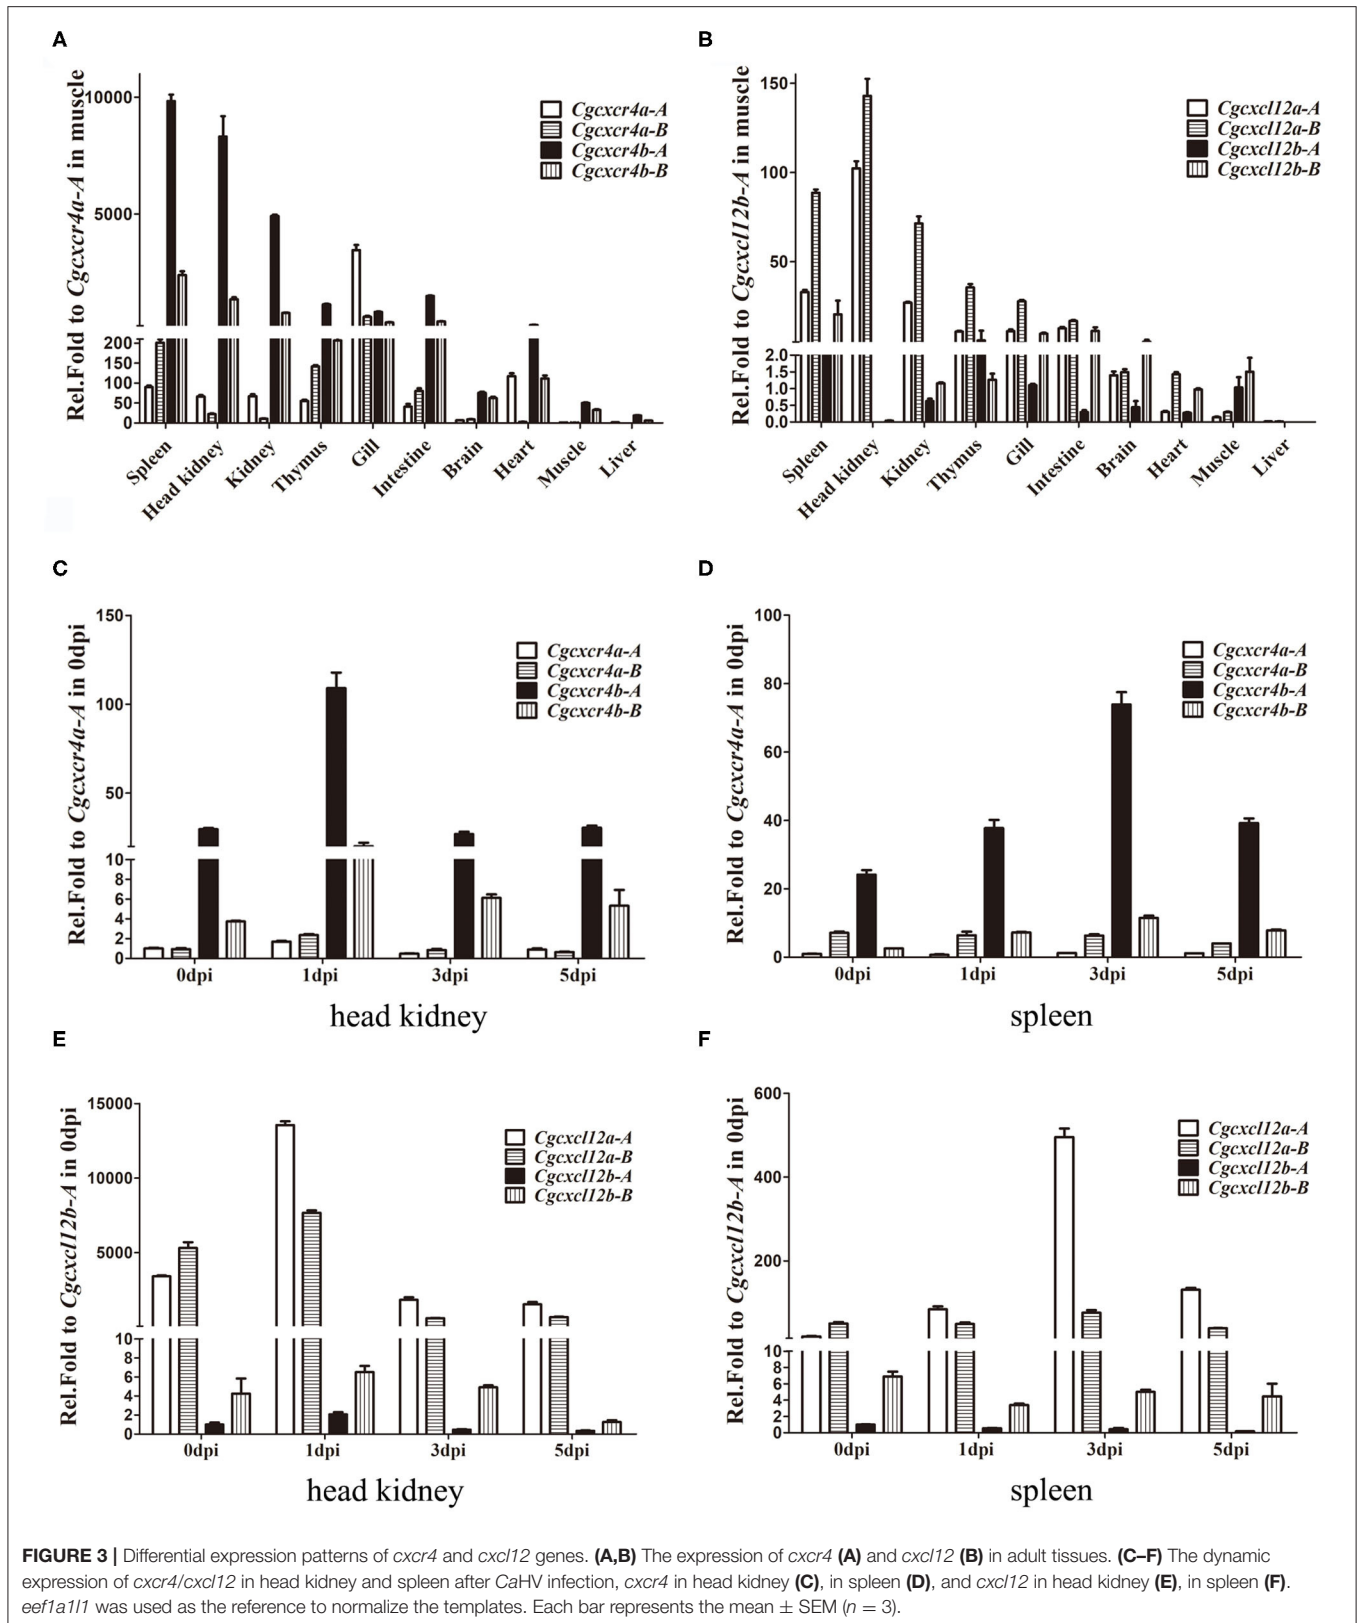 A
Rel.Fold to Cgcxcr4a-A in muscle
10000
5000
200
150
100
50
0
Cgcxcr4a-A
Cgcxcr4a-B
Cgcxcr4b-A
Cgcxcr4b-B
Spleen
Head kidney
Kidney
Thymus
Gill
Intestine
Brain
Heart
Muscle
Liver
B
Rel.Fold to Cgcxcl12b-A in muscle
150
100
50
2.0
1.5
1.0
0.5
0.0
Cgcxcl12a-A
Cgcxcl12a-B
Cgcxcl12b-A
Cgcxcl12b-B
Spleen
Head kidney
Kidney
Thymus
Gill
Intestine
Brain
Heart
Muscle
Liver
C
Rel.Fold to Cgcxcr4a-A in 0dpi
150
100
50
10
8
6
4
2
0
Cgcxcr4a-A
Cgcxcr4a-B
Cgcxcr4b-A
Cgcxcr4b-B
0dpi 1dpi 3dpi 5dpi
head kidney
D
Rel.Fold to Cgcxcr4a-A in 0dpi
100
80
60
40
20
0
Cgcxcr4a-A
Cgcxcr4a-B
Cgcxcr4b-A
Cgcxcr4b-B
0dpi 1dpi 3dpi 5dpi
spleen
E
Rel.Fold to Cgcxcl12b-A in 0dpi
15000
10000
5000
10
8
6
4
2
0
Cgcxcl12a-A
Cgcxcl12a-B
Cgcxcl12b-A
Cgcxcl12b-B
0dpi 1dpi 3dpi 5dpi
head kidney
F
Rel.Fold to Cgcxcl12b-A in 0dpi
600
400
200
10
8
6
4
2
0
Cgcxcl12a-A
Cgcxcl12a-B
Cgcxcl12b-A
Cgcxcl12b-B
0dpi 1dpi 3dpi 5dpi
spleen
FIGURE 3 | Differential expression patterns of cxcr4 and cxcl12 genes. (A,B) The expression of cxcr4 (A) and cxcl12 (B) in adult tissues. (C–F) The dynamic
expression of cxcr4/cxcl12 in head kidney and spleen after CaHV infection, cxcr4 in head kidney (C), in spleen (D), and cxcl12 in head kidney (E), in spleen (F).
eef1a1l1 was used as the reference to normalize the templates. Each bar represents the mean ± SEM (n = 3).